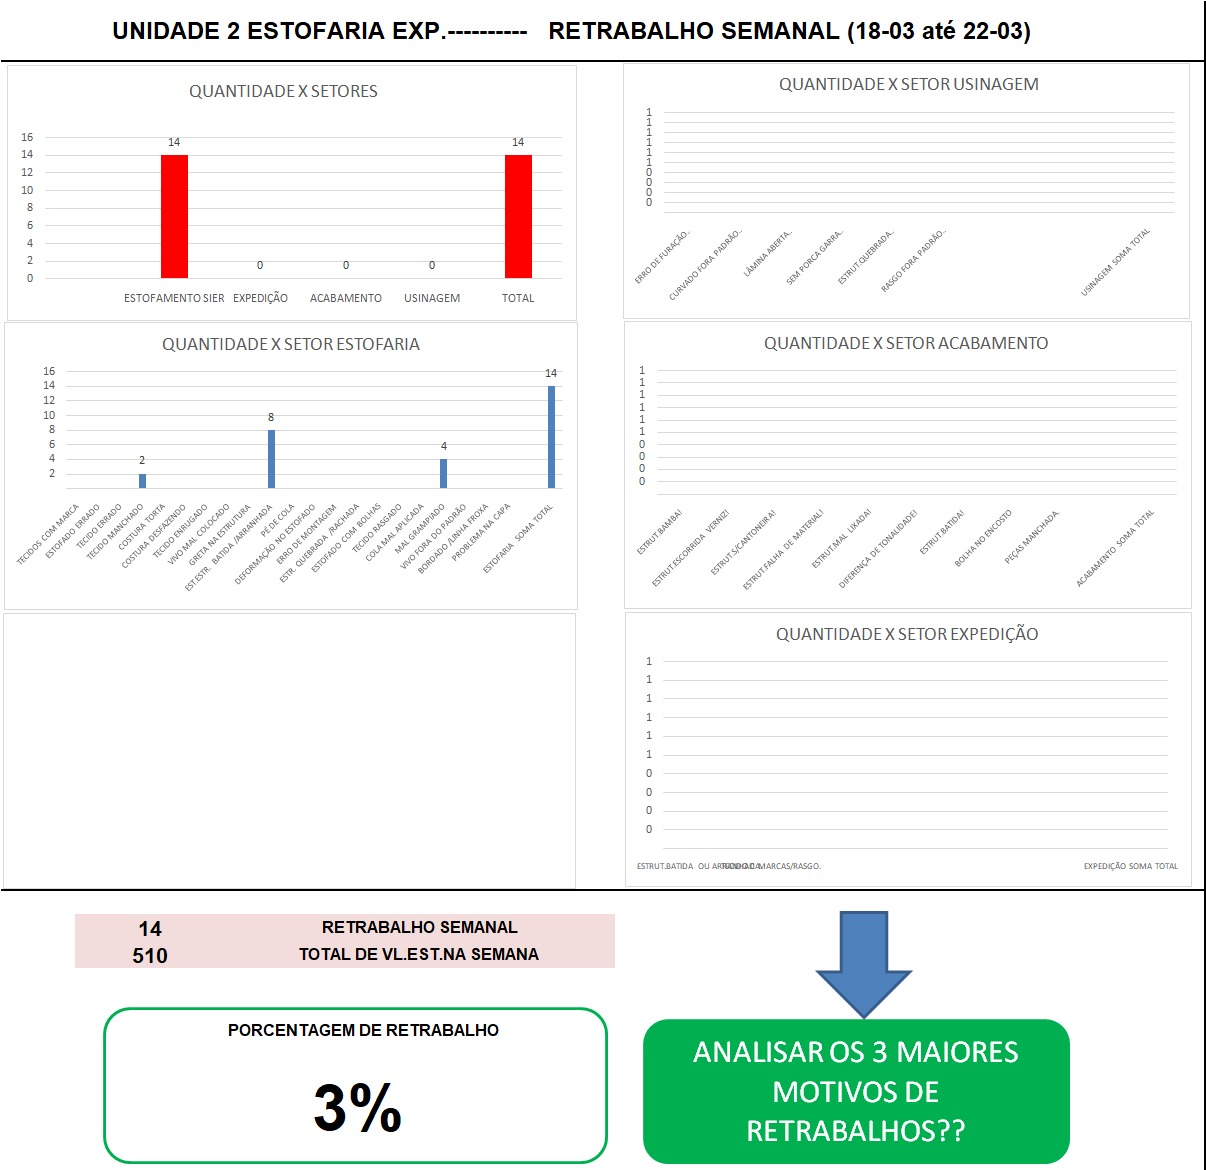 UNIDADE 2 ESTOFARIA EXP.---------- RETRABALHO SEMANAL (18-03 até 22-03)
QUANTIDADE X SETORES
16
14
12
10
8
6
4
2
0
14
0
0
0
14
ESTOFAMENTO SIER
EXPEDIÇÃO
ACABAMENTO
USINAGEM
TOTAL
QUANTIDADE X SETOR USINAGEM
1
1
1
1
1
1
0
0
0
0
ERRO DE FURAÇÃO..
CURVADO FORA PADRÃO..
LÂMINA ABERTA..
SEM PORCA GARRA..
ESTRUT.QUEBRADA..
RASGO FORA PADRÃO..
USINAGEM SOMA TOTAL
QUANTIDADE X SETOR ESTOFARIA
16
14
12
10
8
6
4
2
2
8
4
14
TECIDOS COM MARCA
ESTOFADO ERRADO
TECIDO ERRADO
TECIDO MANCHADO
COSTURA TORTA
COSTURA DESFAZENDO
TECIDO ENRUGADO
VIVO MAL COLOCADO
GRETA NA ESTRUTURA
EST.ESTR. BATIDA /ARRANHADA
PÉ DE COLA
DEFORMAÇÃO NO ESTOFADO
ERRO DE MONTAGEM
ESTR. QUEBRADA /RACHADA
ESTOFADO COM BOLHAS
TECIDO RASGADO
COLA MAL APLICADA
MAL GRAMPIADO
VIVO FORA DO PADRÃO
BORDADO /LINHA FROXA
PROBLEMA NA CAPA
ESTOFARIA SOMA TOTAL
QUANTIDADE X SETOR ACABAMENTO
1
1
1
1
1
1
0
0
0
0
ESTRUT.BAMBA!
ESTRUT.ESCORRIDA VERNIZ!
ESTRUT.S/CANTONEIRA!
ESTRUT.FALHA DE MATERIAL!
ESTRUT.MAL LIKADA!
DIFERENÇA DE TONALIDADE!
ESTRUT.BATIDA!
BOLHA NO ENCOSTO
PEÇAS MANCHADA.
ACABAMENTO SOMA TOTAL
QUANTIDADE X SETOR EXPEDIÇÃO
1
1
1
1
1
1
0
0
0
0
ESTRUT.BATIDA OU
MARCAS/RASGO.
EXPEDIÇÃO SOMA TOTAL
14 RETRABALHO SEMANAL
510 TOTAL DE VL.EST.NA SEMANA
PORCENTAGEM DE RETRABALHO
3%
ANALISAR OS 3 MAIORES
MOTIVOS DE
RETRABALHOS??